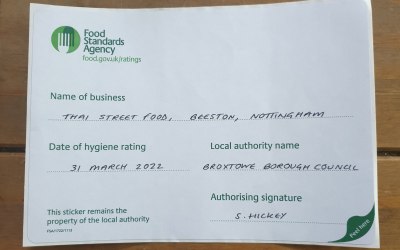 Food
Standards
Agency
food.gov.uk/ratings
Name of business
THAI STREET FOOD, BEESTON, NOTTINGHAM
Date of hygiene rating
Local authority name
31 MARCH 2022
BROXTOWE BOROUGH COUNCIL
Authorising signature
S. HICKEY
This sticker remains the
property of the local authority
Peel here